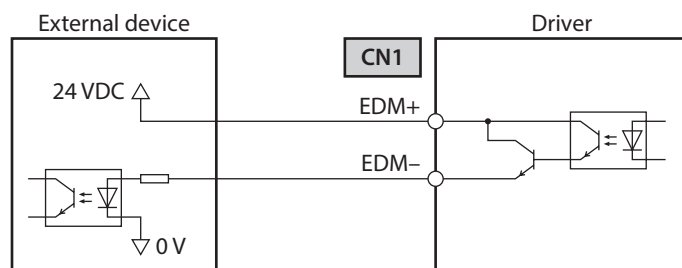 External device
Driver
CN1
24 VDC
EDM+
EDM–
0 V